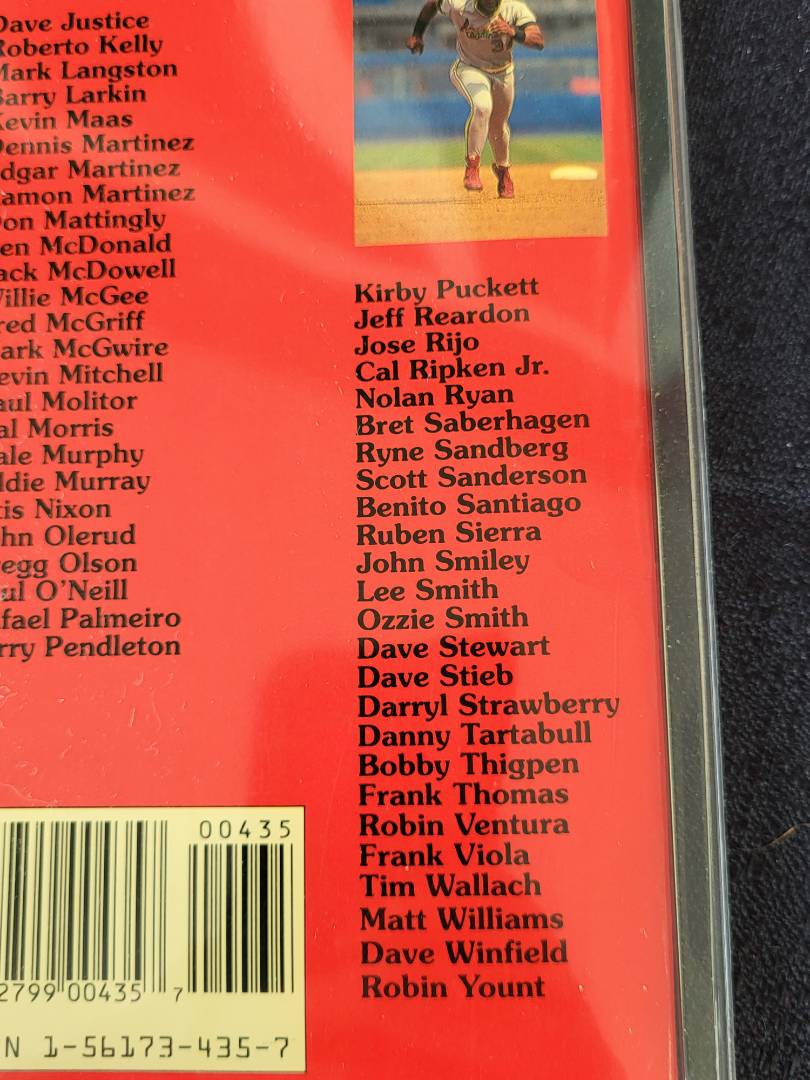 Dave Justice
Roberto Kelly
Mark Langston
Barry Larkin
Kevin Maas
Dennis Martinez
dgar Martinez
amon Martinez
on Mattingly
en McDonald
ack McDowell
illie McGee
red McGriff
ark McGwire
evin Mitchell
aul Molitor
al Morris
ale Murphy
ddie Murray
tis Nixon
hn Olerud
regg Olson
ul O'Neill
fael Palmeiro
rry Pendleton
Kirby Puckett
Jeff Reardon
Jose Rijo
Cal Ripken Jr.
Nolan Ryan
Bret Saberhagen
Ryne Sandberg
Scott Sanderson
Benito Santiago
Ruben Sierra
John Smiley
Lee Smith
Ozzie Smith
Dave Stewart
Dave Stieb
Darryl Strawberry
Danny Tartabull
Bobby Thigpen
Frank Thomas
Robin Ventura
Frank Viola
Tim Wallach
Matt Williams
Dave Winfield
Robin Yount
00435
2799 00435 7
N 1-56173-435-7